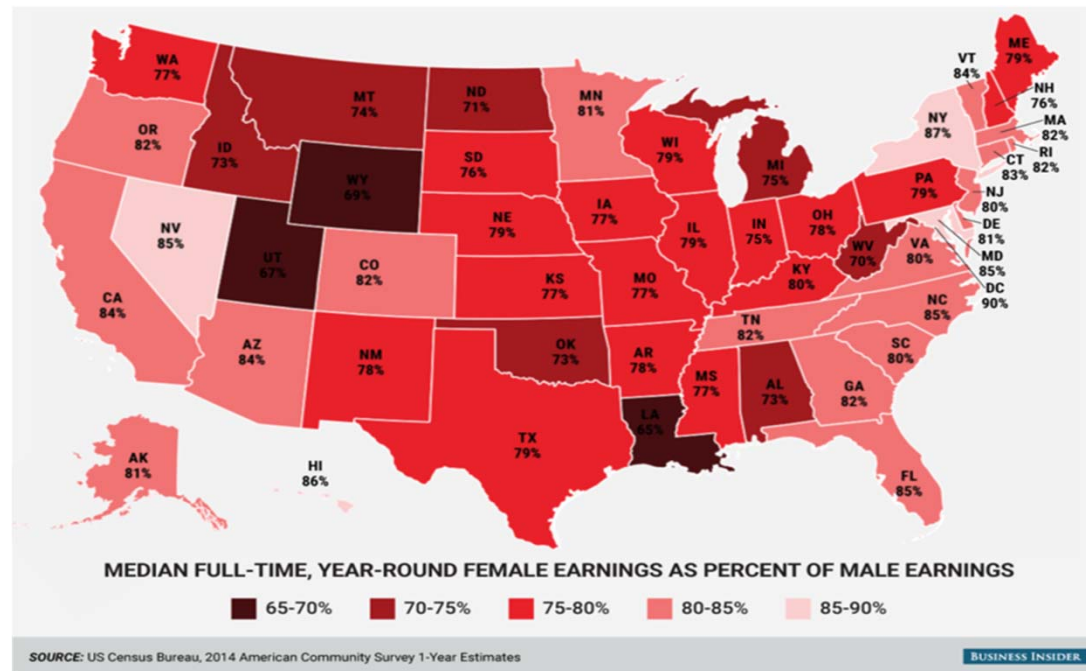 WA
77%
OR
82%
CA
84%
NV
85%
ID
73%
MT
74%
WY
69%
UT
67%
CO
82%
AZ
84%
NM
78%
ND
71%
SD
76%
NE
79%
KS
77%
OK
73%
TX
79%
MN
81%
IA
77%
MO
77%
AR
78%
LA
65%
WI
79%
IL
79%
MI
75%
IN
75%
OH
78%
KY
80%
TN
82%
MS
77%
AL
73%
GA
82%
FL
85%
SC
80%
NC
85%
VA
80%
WV
70%
PA
79%
NY
87%
VT
84%
ME
79%
NH
76%
MA
82%
RI
82%
CT
83%
NJ
80%
DE
81%
MD
85%
DC
90%
AK
81%
HI
86%
MEDIAN FULL-TIME, YEAR-ROUND FEMALE EARNINGS AS PERCENT OF MALE EARNINGS
65-70% 70-75% 75-80% 80-85% 85-90%
SOURCE: US Census Bureau, 2014 American Community Survey 1-Year Estimates
BUSINESS INSIDER